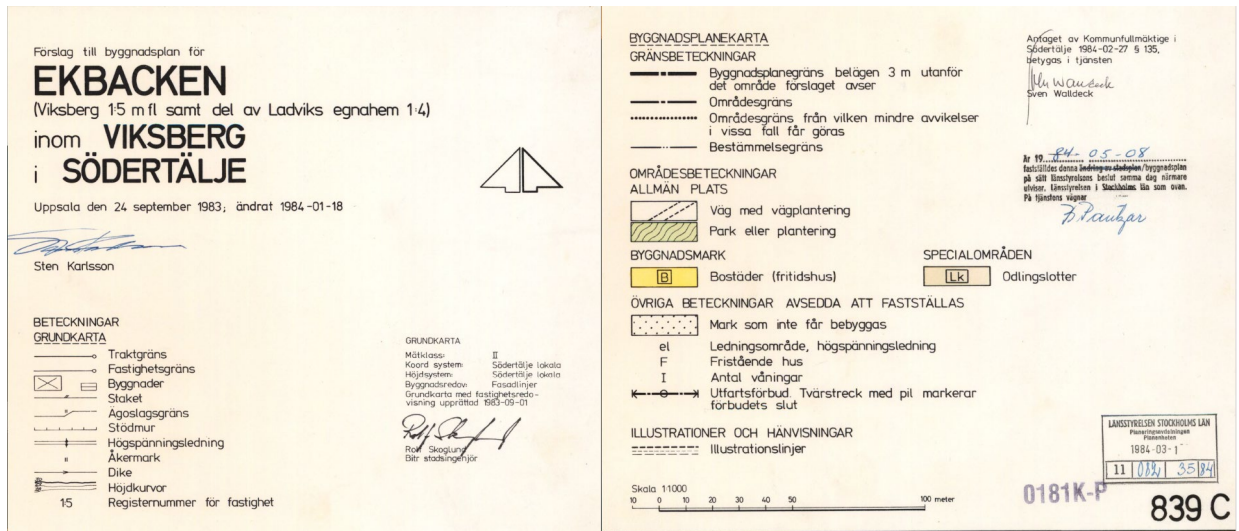 Förslag till byggnadsplan för
EKBACKEN
(Viksberg 1:5 m fl samt del av Ladviks egnahem 1:4)
inom VIKSBERG
i SÖDERTÄLJE
Uppsala den 24 september 1983; ändrat 1984-01-18
Sten Karlsson
BETECKNINGAR
GRUNDKARTA
Traktgräns
Fastighetsgräns
Byggnader
Staket
Ägoslagsgräns
Stödmur
Högspänningsledning
Åkermark
Dike
Höjdkurvor
1:5 Registernummer för fastighet
GRUNDKARTA
Mätklass: II
Koord system: Södertälje lokala
Höjdsystem: Södertälje lokala
Byggnadsredov: Fasadlinjer
Grundkarta med fastighetsredo-
visning upprättad 1983-09-01
Rolf Skoglund
Bitr stadsingenjör
BYGGNADSPLANEKARTA
GRÄNSBETECKNINGAR
Byggnadsplanegräns belägen 3 m utanför
det område förslaget avser
Områdesgräns
Områdesgräns från vilken mindre avvikelser
i vissa fall får göras
Bestämmelsegräns
OMRÅDESBETECKNINGAR
ALLMÄN PLATS
Väg med vägplantering
Park eller plantering
BYGGNADSMARK
B Bostäder (fritidshus)
SPECIALOMRÅDEN
Lk Odlingslotter
ÖVRIGA BETECKNINGAR AVSEDDA ATT FASTSTÄLLAS
Mark som inte får bebyggas
el Ledningsområde, högspänningsledning
F Fristående hus
I Antal våningar
Utfartsförbud. Tvärstreck med pil markerar
förbudets slut
ILLUSTRATIONER OCH HÄNVISNINGAR
Illustrationslinjer
Skala 1:1000
10 0 10 20 30 40 50 100 meter
Antaget av Kommunfullmäktige i
Södertälje 1984-02-27 § 135,
betygas i tjänsten
Sven Walldeck
År 19 84-05-08
fastställdes denna ändring av stadsplan/byggnadsplan
på sätt länsstyrelsens beslut samma dag närmare
utvisar. Länsstyrelsen i Stockholms län som ovan.
På tjänstens vägnar
B Pautzar
LÄNSSTYRELSEN STOCKHOLMS LÄN
Planeringsavdelningen
Planenheten
1984-03-1
11 082 35 84
0181K-P
839 C